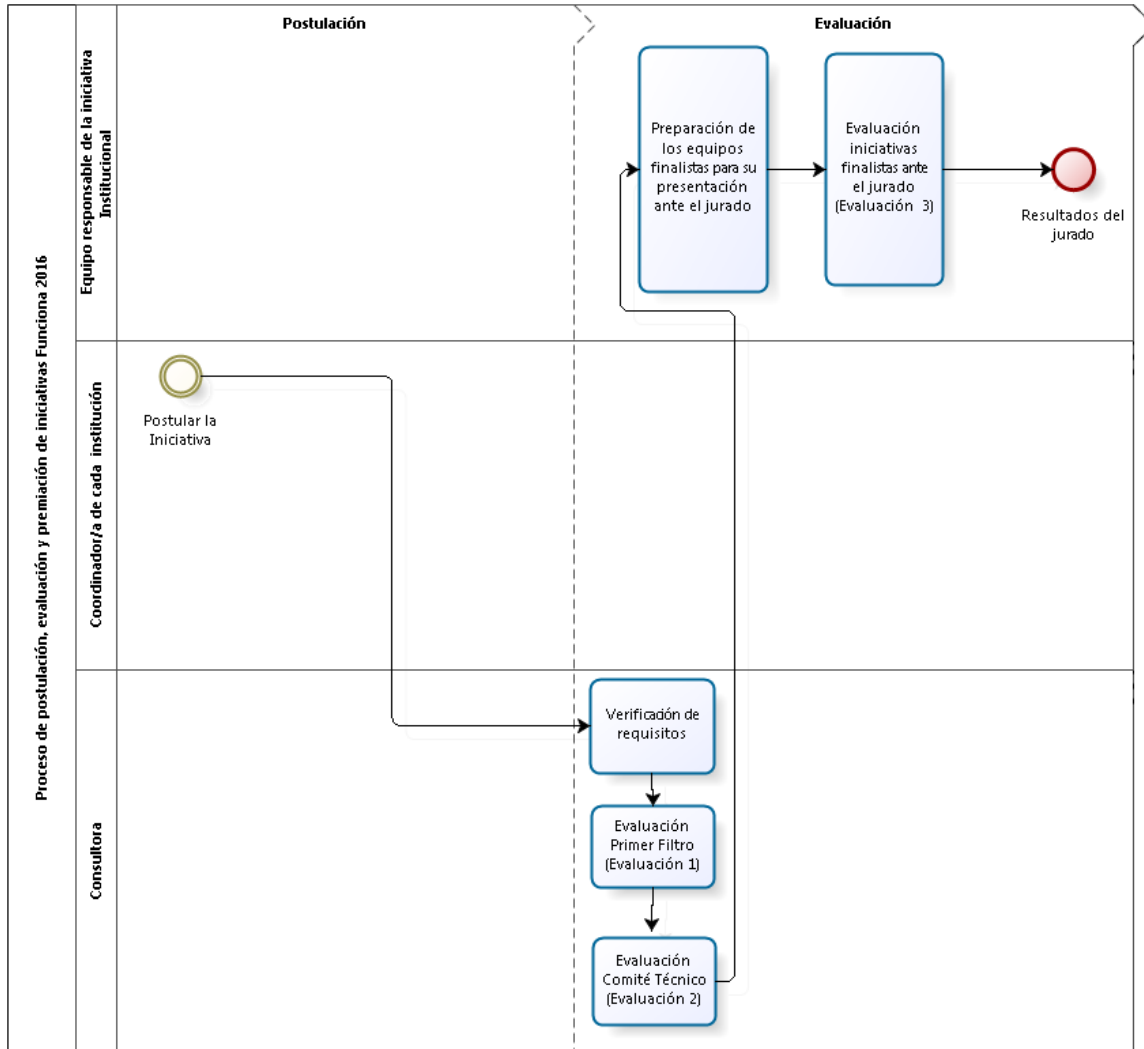 Proceso de postulación, evaluación y premiación de iniciativas Funciona 2016
Postulación
Evaluación
Equipo responsable de la iniciativa
Institucional
Preparación de
los equipos
finalistas para su
presentación
ante el jurado
Evaluación
iniciativas
finalistas ante
el jurado
(Evaluación 3)
Resultados del
jurado
Coordinador/a de cada institución
Postular la
Iniciativa
Consultora
Verificación de
requisitos
Evaluación
Primer Filtro
(Evaluación 1)
Evaluación
Comité Técnico
(Evaluación 2)